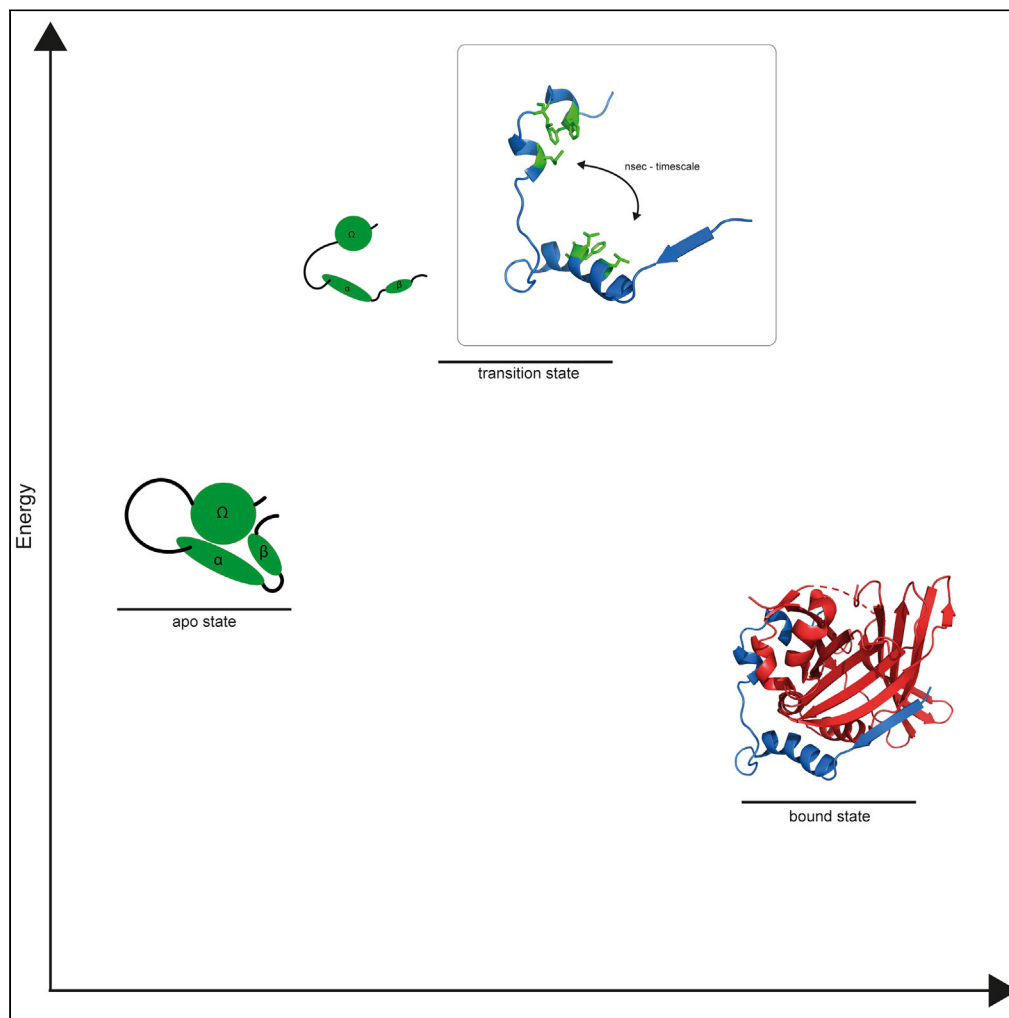 nsec - timescale
Ω
α
β
transition state
Energy
Ω
α
β
apo state
bound state